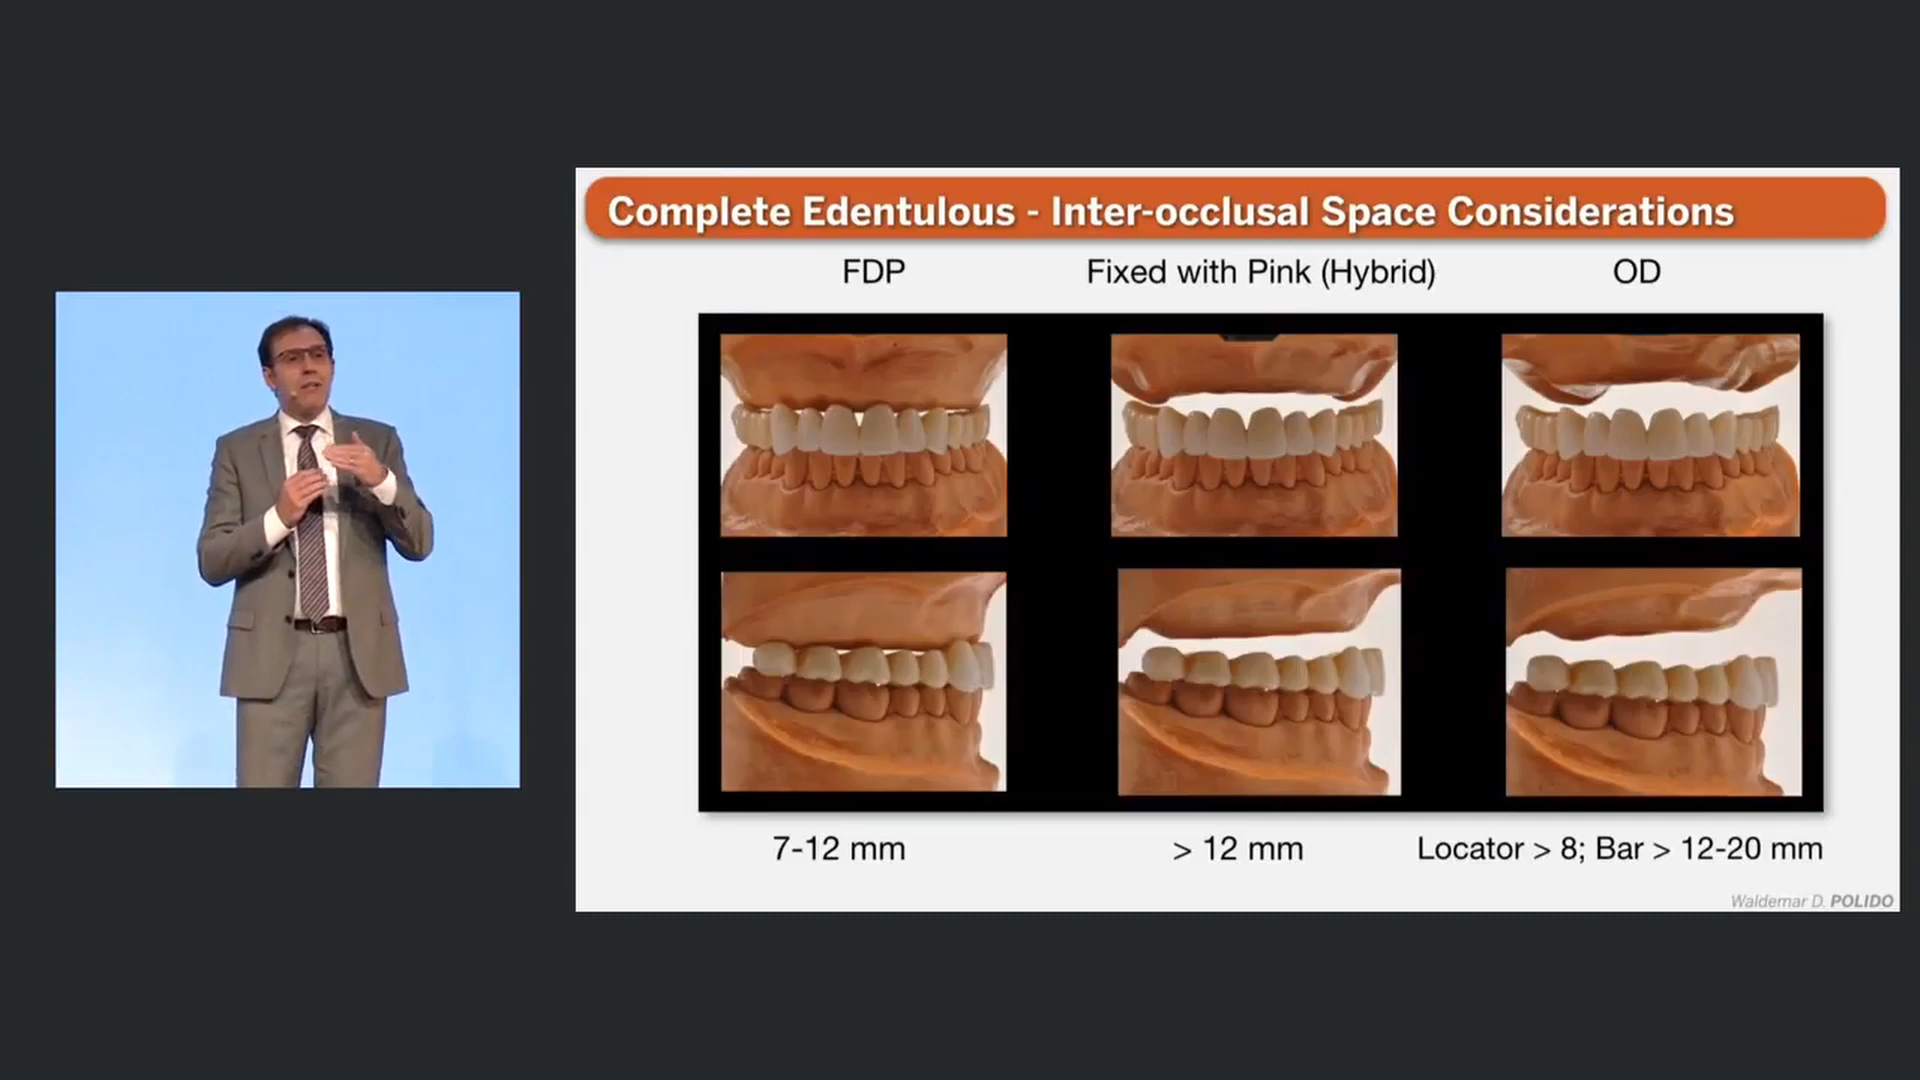 Complete Edentulous - Inter-occlusal Space Considerations
FDP
Fixed with Pink (Hybrid)
OD
7-12 mm
> 12 mm
Locator > 8; Bar > 12-20 mm
Waldemar D. POLIDO